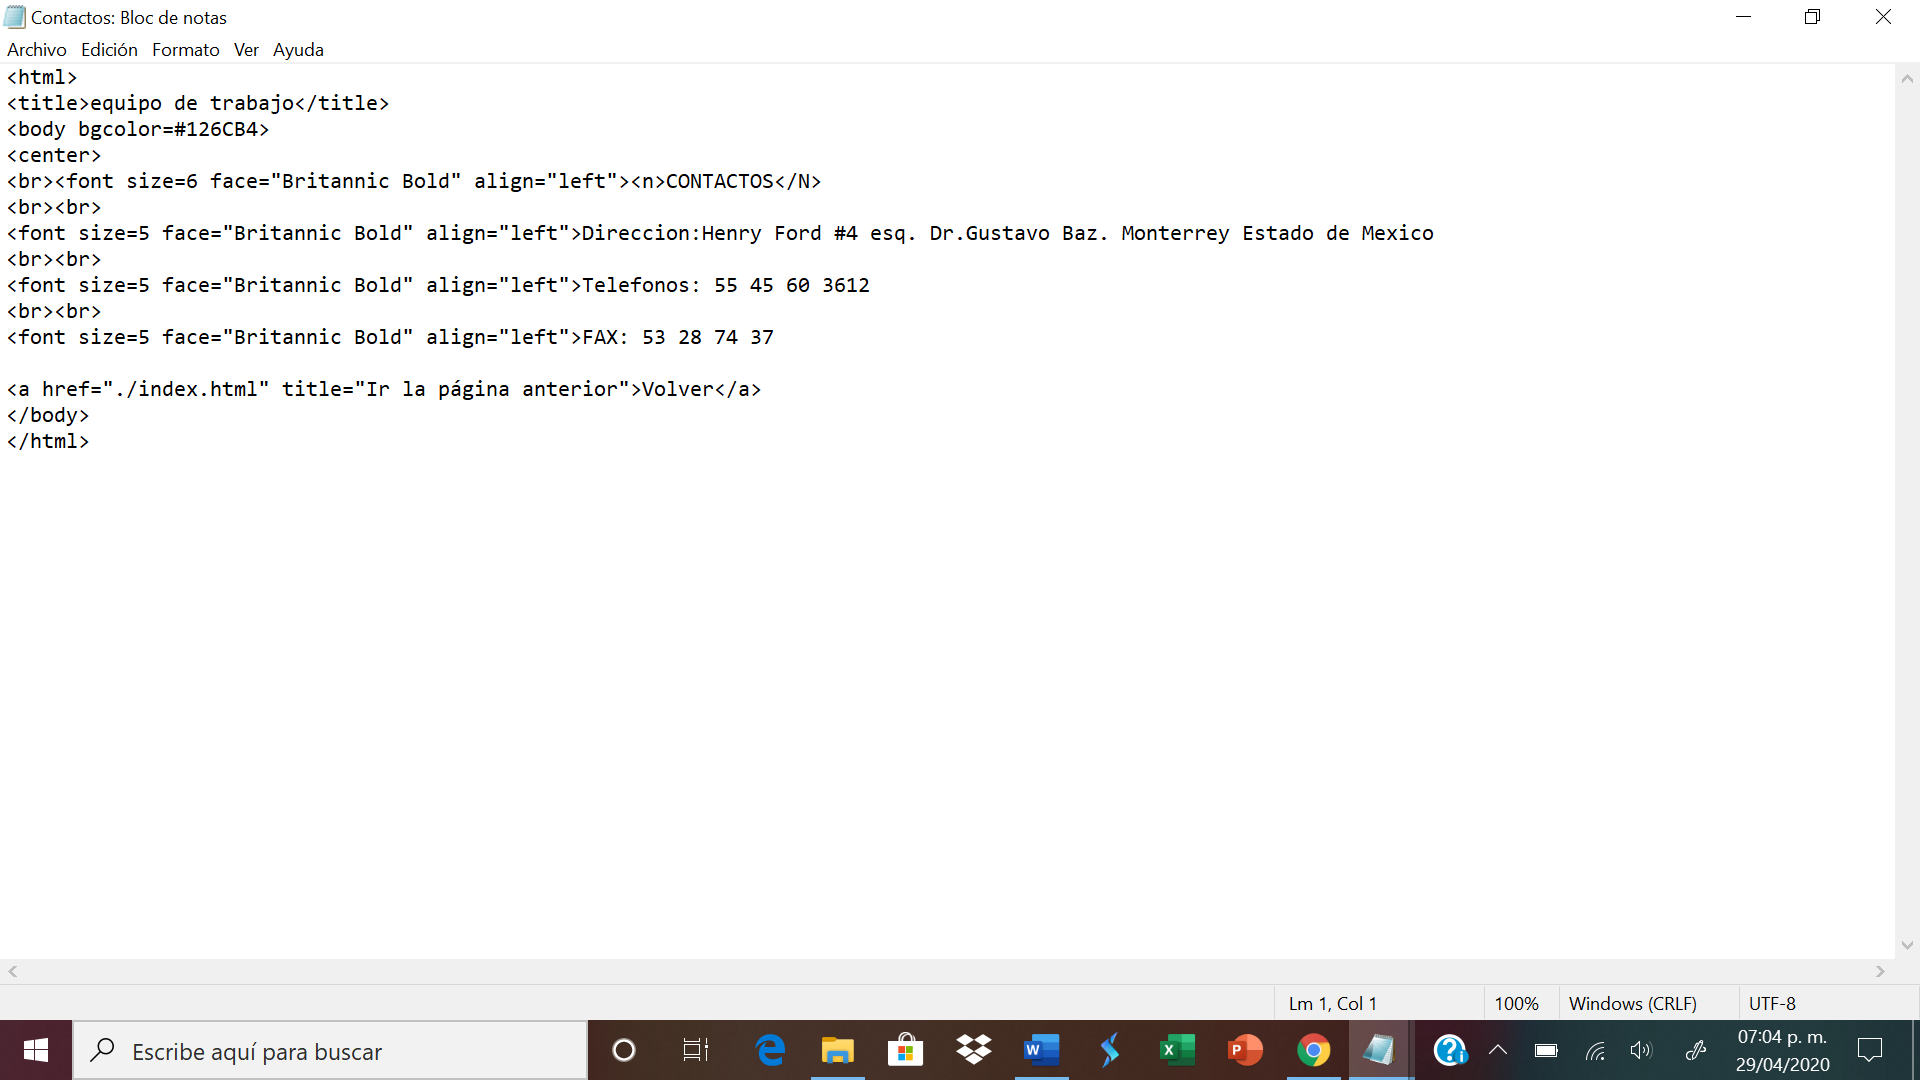 Contactos: Bloc de notas
Archivo Edición Formato Ver Ayuda
<html>
<title>equipo de trabajo</title>
<body bgcolor=#126CB4>
<center>
<br><font size=6 face="Britannic Bold" align="left"><n>CONTACTOS</N>
<br><br>
<font size=5 face="Britannic Bold" align="left">Direccion:Henry Ford #4 esq. Dr.Gustavo Baz. Monterrey Estado de Mexico
<br><br>
<font size=5 face="Britannic Bold" align="left">Telefonos: 55 45 60 3612
<br><br>
<font size=5 face="Britannic Bold" align="left">FAX: 53 28 74 37
<a href="./index.html" title="Ir la página anterior">Volver</a>
</body>
</html>
Lm 1, Col 1 100% Windows (CRLF) UTF-8
Escribe aquí para buscar
07:04 p. m.
29/04/2020